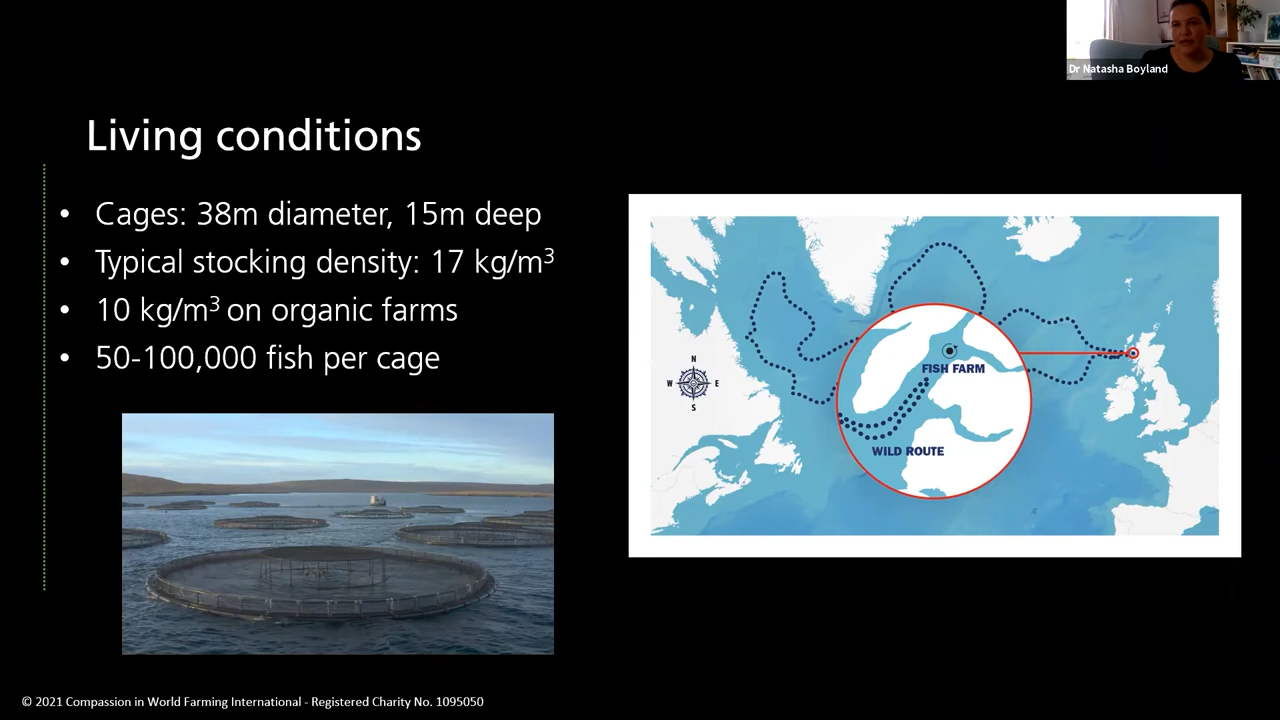 Dr Natasha Boyland
Living conditions
• Cages: 38m diameter, 15m deep
• Typical stocking density: 17 kg/m³
• 10 kg/m³ on organic farms
• 50-100,000 fish per cage
N
W E
S
FISH FARM
WILD ROUTE
© 2021 Compassion in World Farming International - Registered Charity No. 1095050